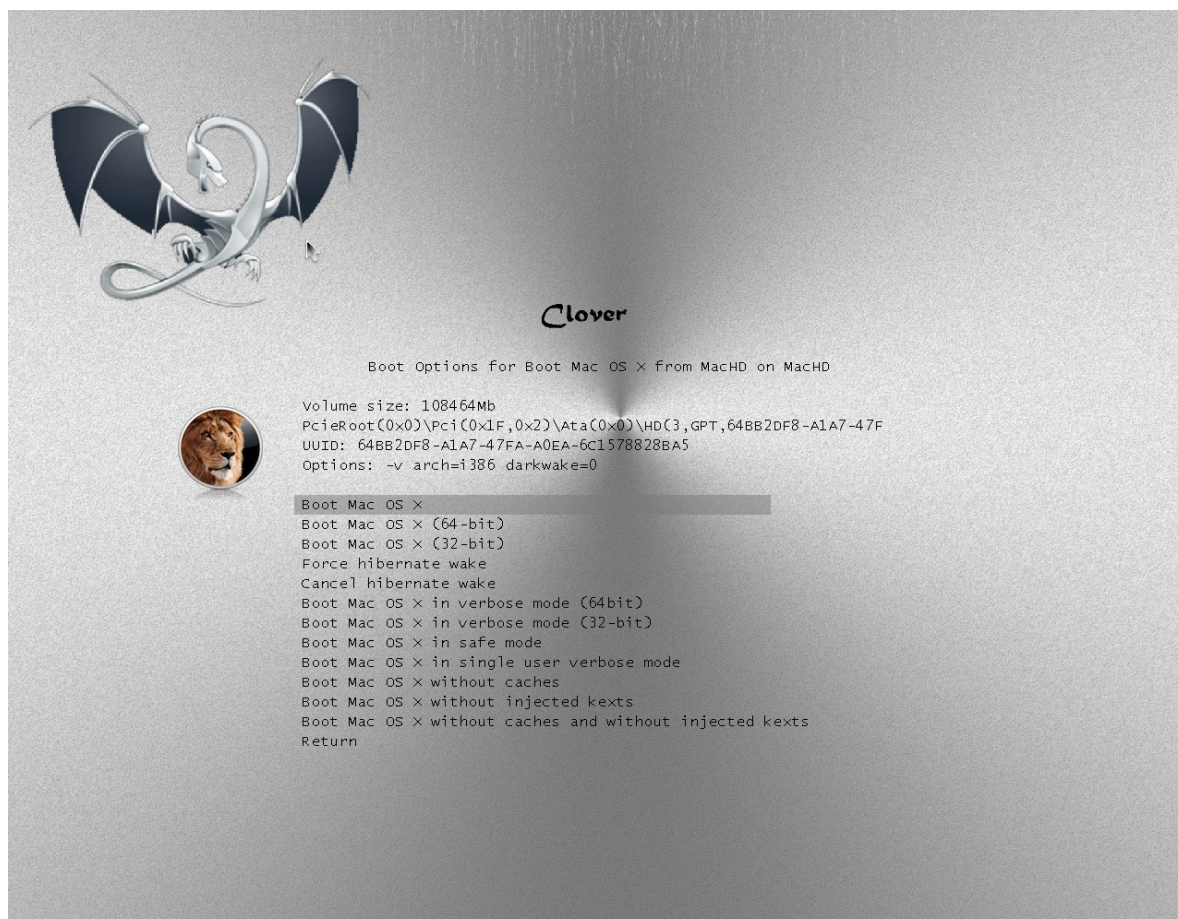 Clover
Boot Options for Boot Mac OS X from MacHD on MacHD
Volume size: 108464Mb
PcieRoot(0x0)\Pci(0x1F,0x2)\Ata(0x0)\HD(3,GPT,64BB2DF8-A1A7-47F
UUID: 64BB2DF8-A1A7-47FA-A0EA-6C1578828BA5
Options: -v arch=i386 darkwake=0
Boot Mac OS X
Boot Mac OS X (64-bit)
Boot Mac OS X (32-bit)
Force hibernate wake
Cancel hibernate wake
Boot Mac OS X in verbose mode (64bit)
Boot Mac OS X in verbose mode (32-bit)
Boot Mac OS X in safe mode
Boot Mac OS X in single user verbose mode
Boot Mac OS X without caches
Boot Mac OS X without injected kexts
Boot Mac OS X without caches and without injected kexts
Return